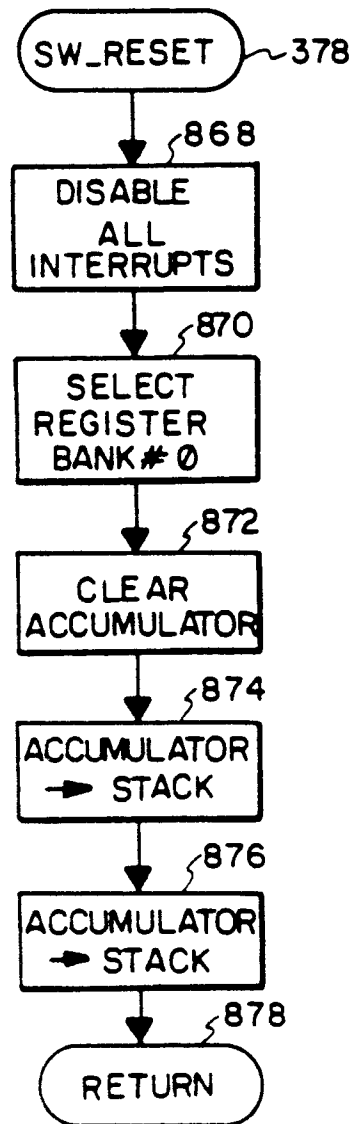 SW_RESET 378
868
DISABLE
ALL
INTERRUPTS
870
SELECT
REGISTER
BANK # 0
872
CLEAR
ACCUMULATOR
874
ACCUMULATOR
→ STACK
876
ACCUMULATOR
→ STACK
878
RETURN